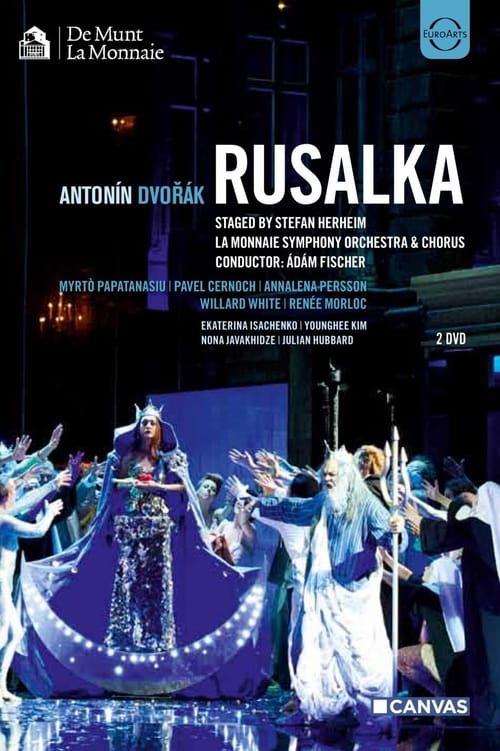 De Munt
La Monnaie
EUROARTS
ANTONÍN DVOŘÁK RUSALKA
STAGED BY STEFAN HERHEIM
LA MONNAIE SYMPHONY ORCHESTRA & CHORUS
CONDUCTOR: ÁDÁM FISCHER
MYRTÒ PAPATANASIU | PAVEL CERNOCH | ANNALENA PERSSON
WILLARD WHITE | RENÉE MORLOC
EKATERINA ISACHENKO | YOUNGHEE KIM
NONA JAVAKHIDZE | JULIAN HUBBARD
2 DVD
CANVAS